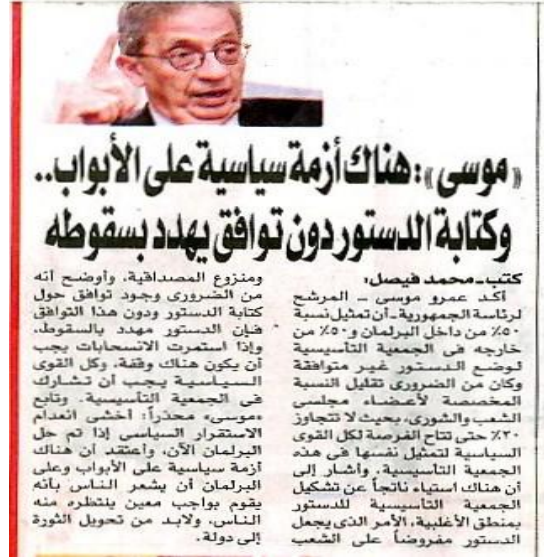 «موسى»: هناك أزمة سياسية على الأبواب..
وكتابة الدستور دون توافق يهدد بسقوطه
كتب ـ محمد فيصل:
أكد عمرو موسى ـ المرشح
لرئاسة الجمهورية ـ أن تمثيل نسبة
٥٠٪ من داخل البرلمان و٥٠٪ من
خارجه فى الجمعية التأسيسية
لوضع الدستور غير متوافقة
وكان من الضرورى تقليل النسبة
المخصصة لأعضاء مجلسى
الشعب والشورى، بحيث لا تتجاوز
٢٠٪ حتى تتاح الفرصة لكل القوى
السياسية لتمثيل نفسها فى هذه
الجمعية التأسيسية. وأشار إلى
أن هناك استياء ناتجاً عن تشكيل
الجمعية التأسيسية للدستور
بمنطق الأغلبية، الأمر الذى يجعل
الدستور مفروضاً على الشعب
ومنزوع المصداقية، وأوضح أنه
من الضرورى وجود توافق حول
كتابة الدستور ودون هذا التوافق
فإن الدستور مهدد بالسقوط،
وإذا استمرت الانسحابات يجب
أن يكون هناك وقفة، وكل القوى
السياسية يجب أن تشارك
فى الجمعية التأسيسية. وتابع
«موسى» محذراً: أخشى انعدام
الاستقرار السياسى إذا تم حل
البرلمان الآن، وأعتقد أن هناك
أزمة سياسية على الأبواب وعلى
البرلمان أن يشعر الناس بأنه
يقوم بواجب معين ينتظره منه
الناس، ولابد من تحويل الثورة
إلى دولة.